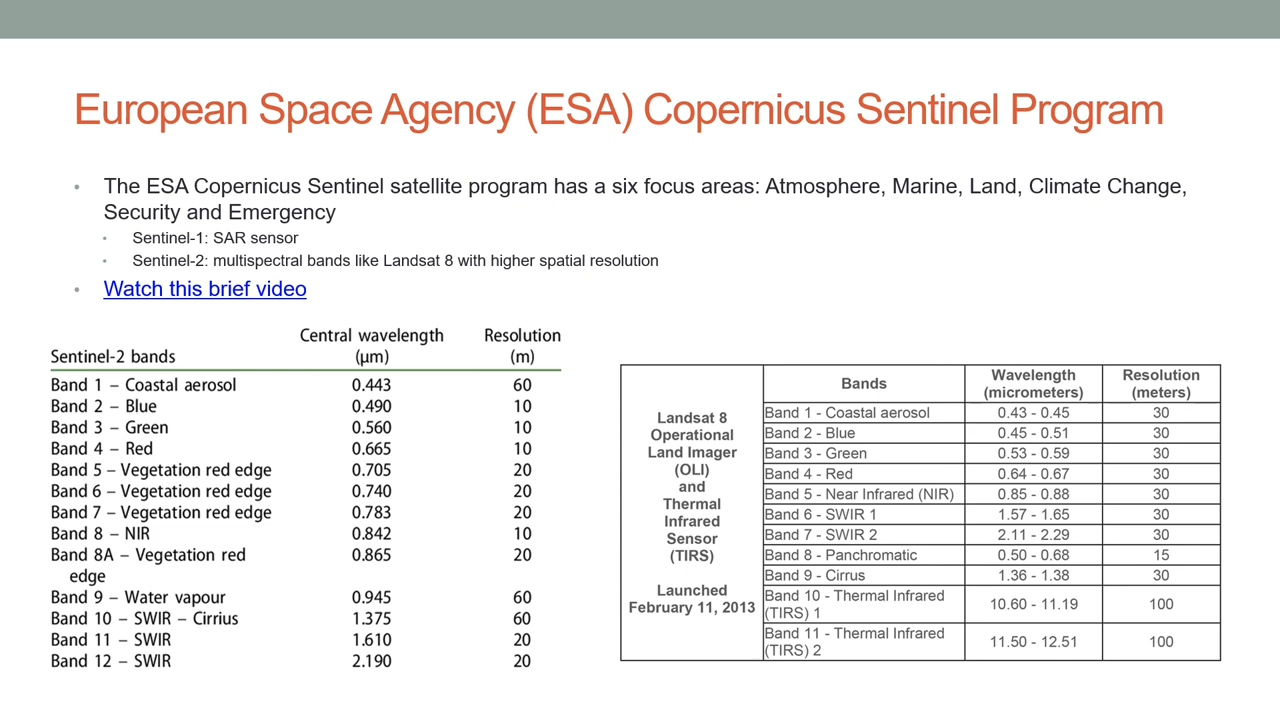 European Space Agency (ESA) Copernicus Sentinel Program
• The ESA Copernicus Sentinel satellite program has a six focus areas: Atmosphere, Marine, Land, Climate Change,
Security and Emergency
• Sentinel-1: SAR sensor
• Sentinel-2: multispectral bands like Landsat 8 with higher spatial resolution
• Watch this brief video
Central wavelength Resolution
Sentinel-2 bands (µm) (m)
Band 1 – Coastal aerosol 0.443 60
Band 2 – Blue 0.490 10
Band 3 – Green 0.560 10
Band 4 – Red 0.665 10
Band 5 – Vegetation red edge 0.705 20
Band 6 – Vegetation red edge 0.740 20
Band 7 – Vegetation red edge 0.783 20
Band 8 – NIR 0.842 10
Band 8A – Vegetation red 0.865 20
edge
Band 9 – Water vapour 0.945 60
Band 10 – SWIR – Cirrius 1.375 60
Band 11 – SWIR 1.610 20
Band 12 – SWIR 2.190 20
Landsat 8
Operational
Land Imager
(OLI)
and
Thermal
Infrared
Sensor
(TIRS)
Launched
February 11, 2013
Bands Wavelength Resolution
(micrometers) (meters)
Band 1 - Coastal aerosol 0.43 - 0.45 30
Band 2 - Blue 0.45 - 0.51 30
Band 3 - Green 0.53 - 0.59 30
Band 4 - Red 0.64 - 0.67 30
Band 5 - Near Infrared (NIR) 0.85 - 0.88 30
Band 6 - SWIR 1 1.57 - 1.65 30
Band 7 - SWIR 2 2.11 - 2.29 30
Band 8 - Panchromatic 0.50 - 0.68 15
Band 9 - Cirrus 1.36 - 1.38 30
Band 10 - Thermal Infrared
(TIRS) 1 10.60 - 11.19 100
Band 11 - Thermal Infrared
(TIRS) 2 11.50 - 12.51 100